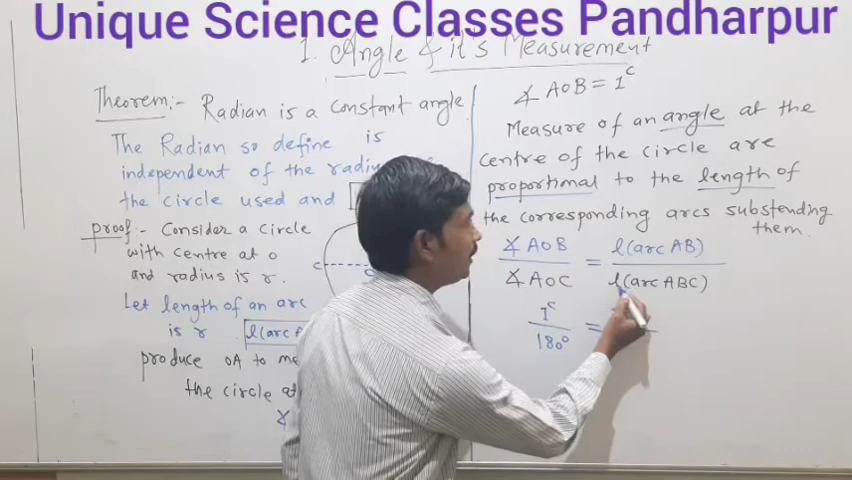 Unique Science Classes Pandharpur
1. Angle & it's Measurement
Theorem:- Radian is a constant angle
The Radian so define is
independent of the radius
the circle used and
proof:- Consider a circle
with centre at O
and radius is r.
Let length of an arc
is r l(arc A
produce OA to me
the circle at
∡
C
∡ AOB = 1ᶜ
Measure of an angle at the
Centre of the circle are
proportional to the length of
the corresponding arcs substending
them.
∡ AOB / ∡ AOC = l(arc AB) / l(arc ABC)
1ᶜ / 180° =